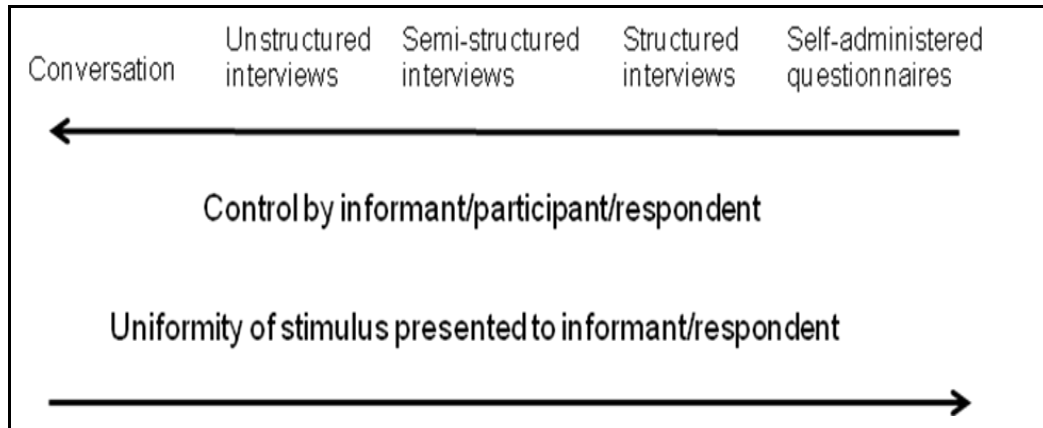 Conversation
Unstructured
interviews
Semi-structured
interviews
Structured
interviews
Self-administered
questionnaires
Control by informant/participant/respondent
Uniformity of stimulus presented to informant/respondent